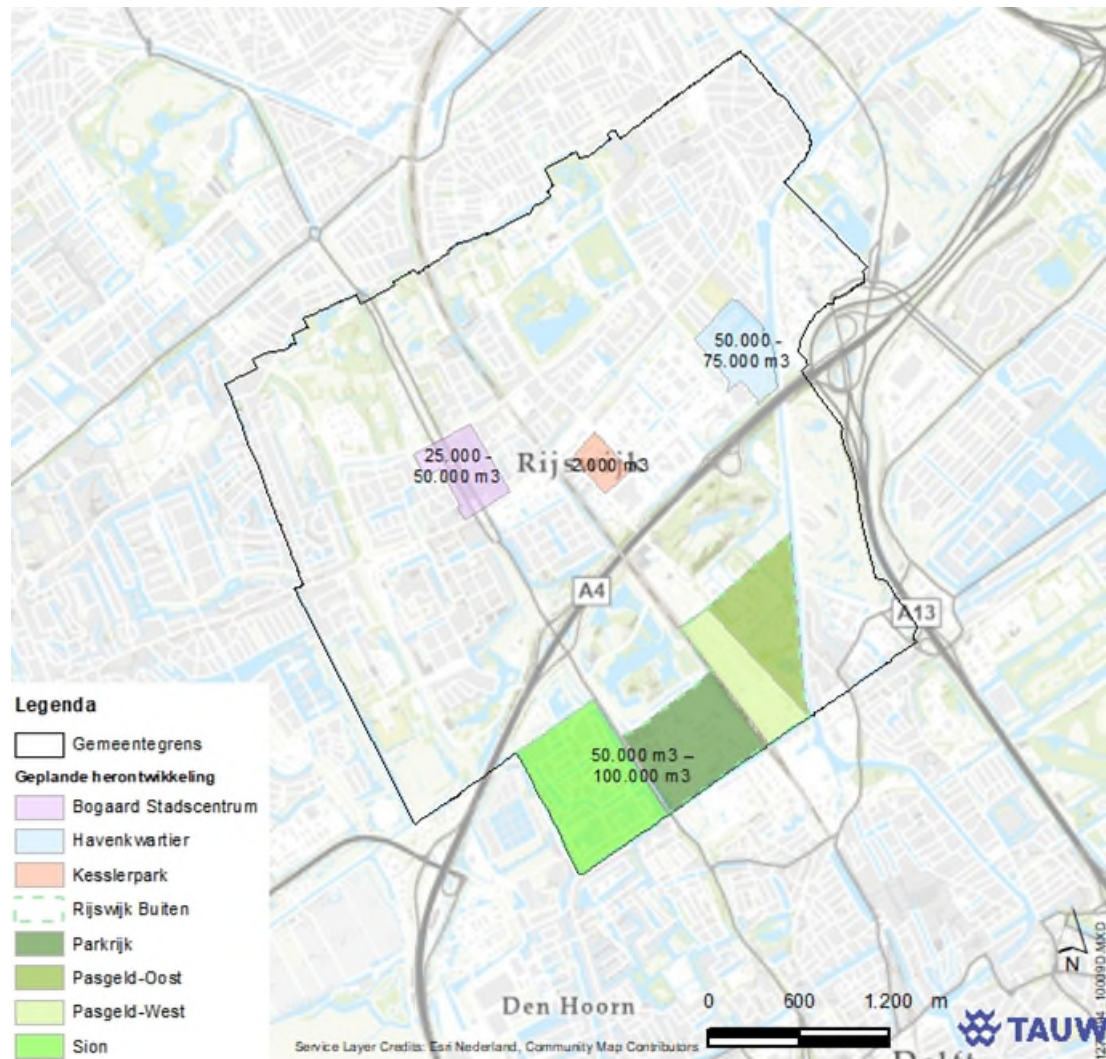 50.000 -
75.000 m3
25.000 -
50.000 m3
Rijswijk
2.000 m3
A4
A13
50.000 m3 –
100.000 m3
Legenda
Gemeentegrens
Geplande herontwikkeling
Bogaard Stadscentrum
Havenkwartier
Kesslerpark
Rijswijk Buiten
Parkrijk
Pasgeld-Oost
Pasgeld-West
Sion
Den Hoorn
0 600 1.200 m
N
Service Layer Credits: Esri Nederland, Community Map Contributors
TAUW
Delft